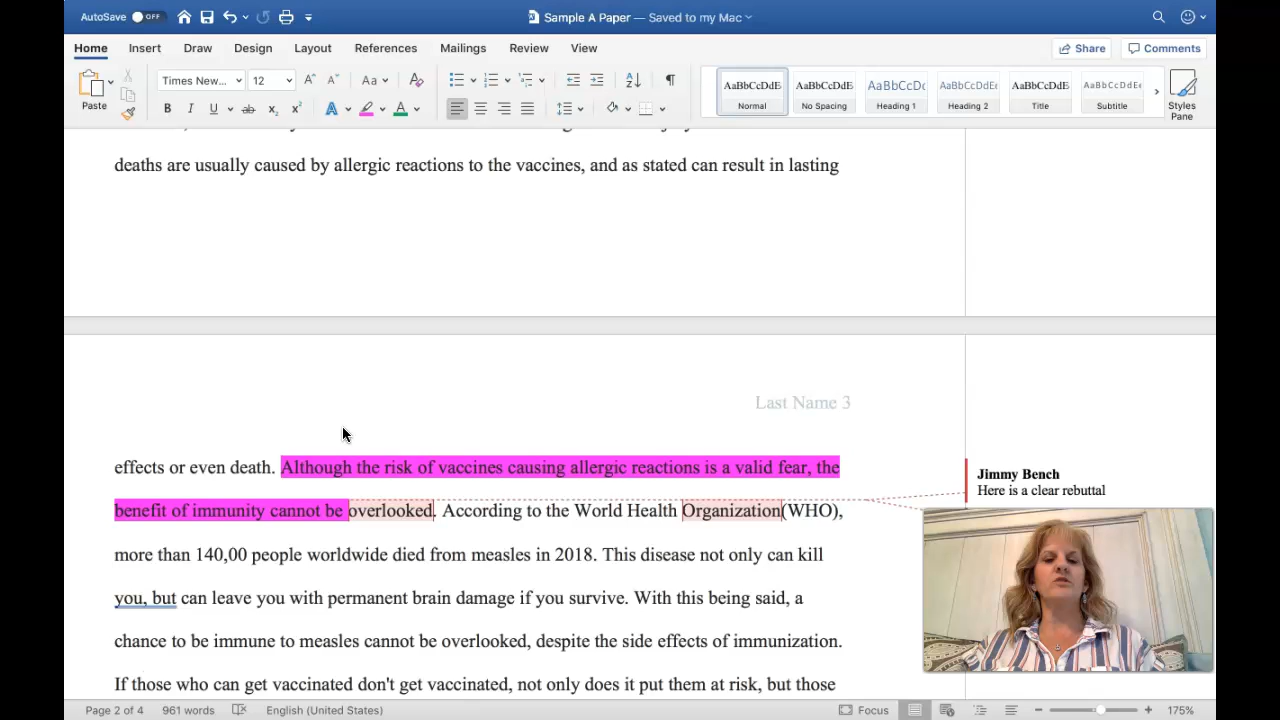 AutoSave OFF Sample A Paper — Saved to my Mac
Home Insert Draw Design Layout References Mailings Review View Share Comments
Paste Times New... 12 Aa AaBbCcDdE AaBbCcDdE AaBbCcDc AaBbCcDdEe AaBbCcDdE AaBbCcDdEe
B I U ab x2 x2 A A Normal No Spacing Heading 1 Heading 2 Title Subtitle Styles Pane
deaths are usually caused by allergic reactions to the vaccines, and as stated can result in lasting
Last Name 3
effects or even death. Although the risk of vaccines causing allergic reactions is a valid fear, the
benefit of immunity cannot be overlooked. According to the World Health Organization(WHO),
more than 140,00 people worldwide died from measles in 2018. This disease not only can kill
you, but can leave you with permanent brain damage if you survive. With this being said, a
chance to be immune to measles cannot be overlooked, despite the side effects of immunization.
If those who can get vaccinated don't get vaccinated, not only does it put them at risk, but those
Jimmy Bench
Here is a clear rebuttal
Page 2 of 4 961 words English (United States) Focus 175%